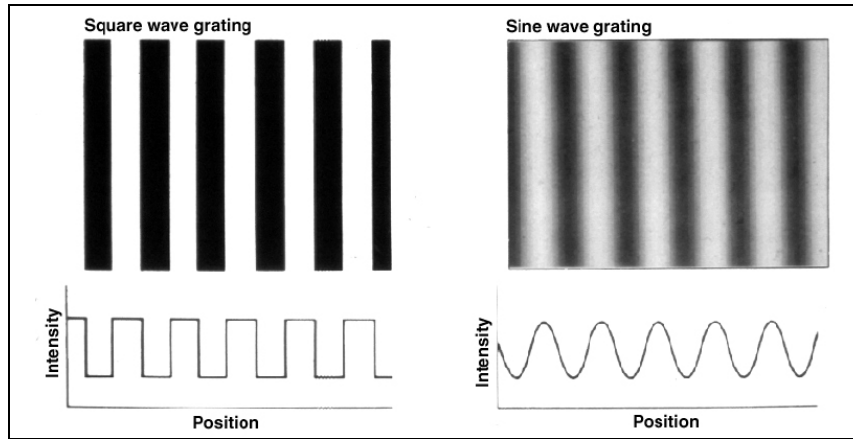 Square wave grating
Sine wave grating
Intensity
Position
Intensity
Position